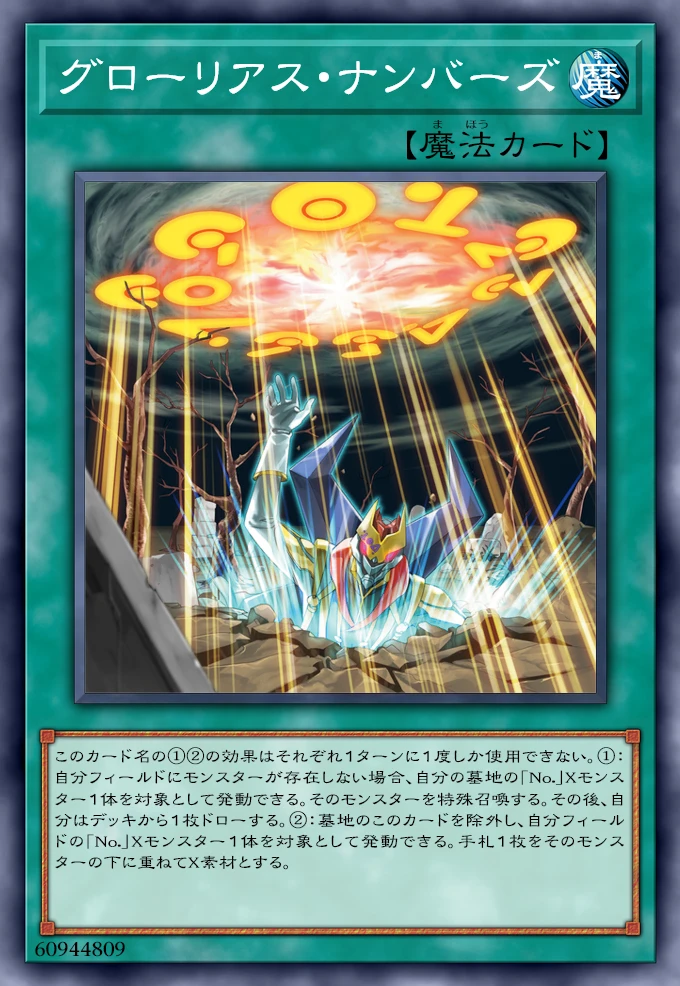 グローリアス・ナンバーズ
魔
【魔法カード】
このカード名の①②の効果はそれぞれ1ターンに1度しか使用できない。①:
自分フィールドにモンスターが存在しない場合、自分の墓地の「No.」Xモンス
ター1体を対象として発動できる。そのモンスターを特殊召喚する。その後、自
分はデッキから1枚ドローする。②:墓地のこのカードを除外し、自分フィール
ドの「No.」Xモンスター1体を対象として発動できる。手札1枚をそのモンス
ターの下に重ねてX素材とする。
60944809